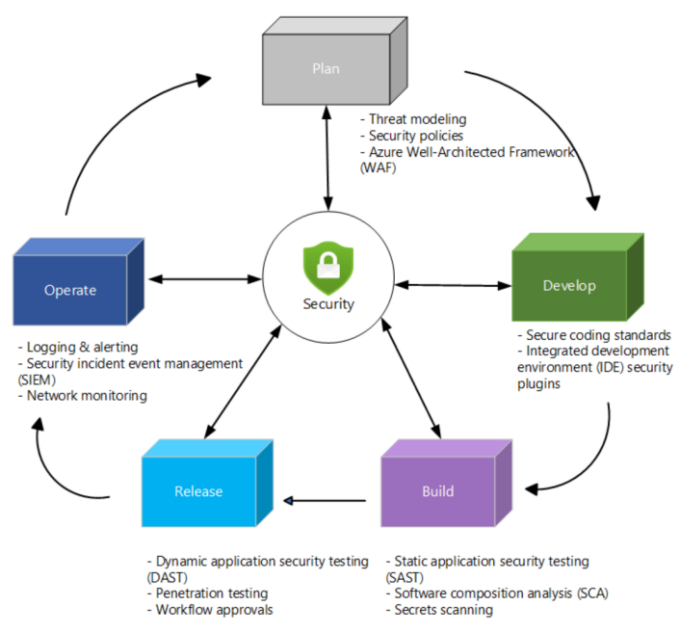 Plan
- Threat modeling
- Security policies
- Azure Well-Architected Framework
(WAF)
Security
Develop
- Secure coding standards
- Integrated development
environment (IDE) security
plugins
Build
- Static application security testing
(SAST)
- Software composition analysis (SCA)
- Secrets scanning
Release
- Dynamic application security testing
(DAST)
- Penetration testing
- Workflow approvals
Operate
- Logging & alerting
- Security incident event management
(SIEM)
- Network monitoring